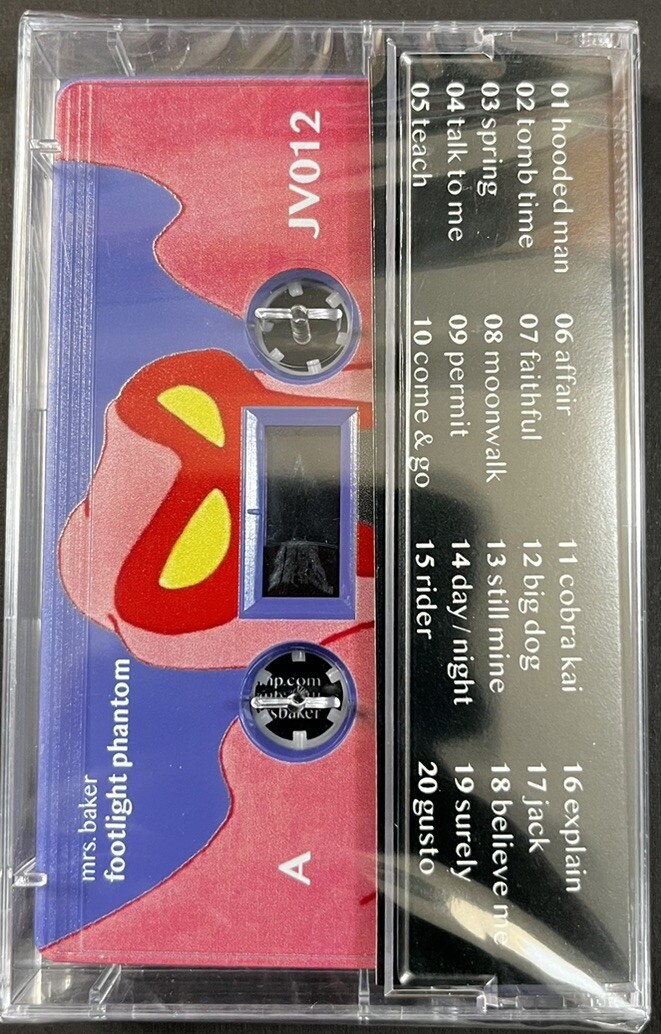 01 hooded man
02 tomb time
03 spring
04 talk to me
05 teach
06 affair
07 faithful
08 moonwalk
09 permit
10 come & go
11 cobra kai
12 big dog
13 still mine
14 day / night
15 rider
16 explain
17 jack
18 believe me
19 surely
20 gusto
JV012
A
mrs. baker
footlight phantom